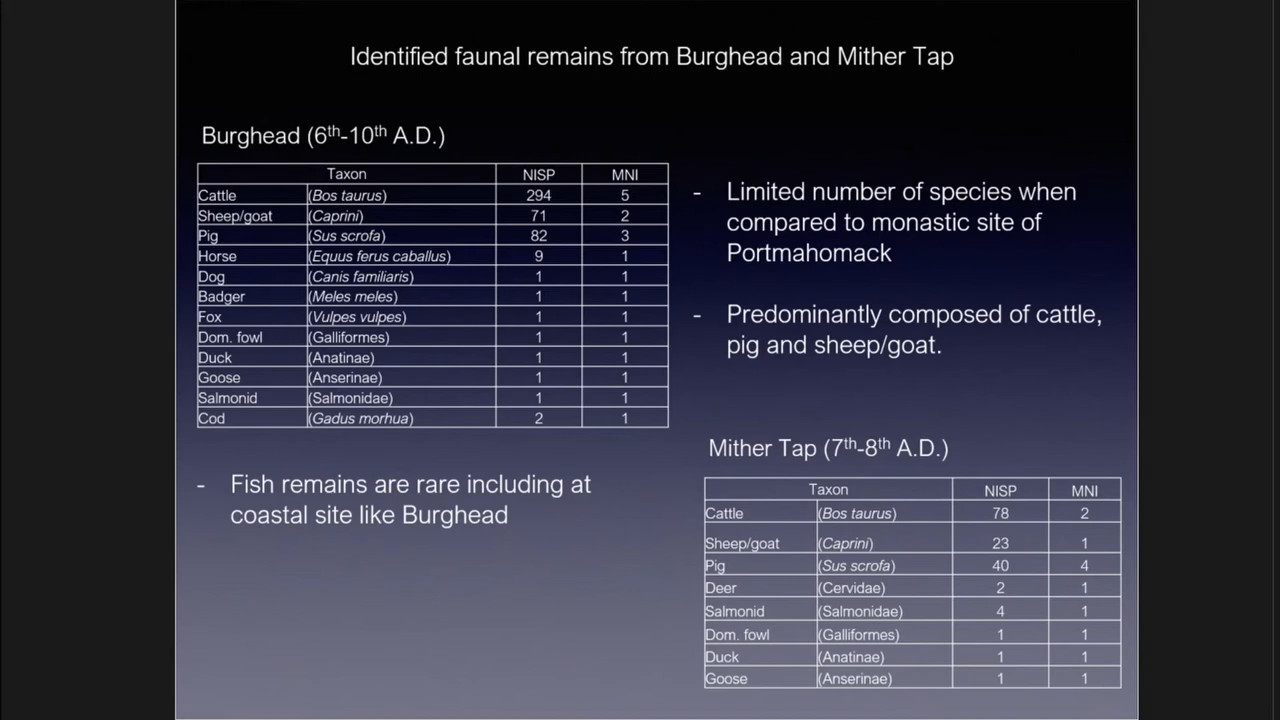 Identified faunal remains from Burghead and Mither Tap
Burghead (6th-10th A.D.)
Taxon NISP MNI
Cattle (Bos taurus) 294 5
Sheep/goat (Caprini) 71 2
Pig (Sus scrofa) 82 3
Horse (Equus ferus caballus) 9 1
Dog (Canis familiaris) 1 1
Badger (Meles meles) 1 1
Fox (Vulpes vulpes) 1 1
Dom. fowl (Galliformes) 1 1
Duck (Anatinae) 1 1
Goose (Anserinae) 1 1
Salmonid (Salmonidae) 1 1
Cod (Gadus morhua) 2 1
- Fish remains are rare including at
coastal site like Burghead
- Limited number of species when
compared to monastic site of
Portmahomack
- Predominantly composed of cattle,
pig and sheep/goat.
Mither Tap (7th-8th A.D.)
Taxon NISP MNI
Cattle (Bos taurus) 78 2
Sheep/goat (Caprini) 23 1
Pig (Sus scrofa) 40 4
Deer (Cervidae) 2 1
Salmonid (Salmonidae) 4 1
Dom. fowl (Galliformes) 1 1
Duck (Anatinae) 1 1
Goose (Anserinae) 1 1